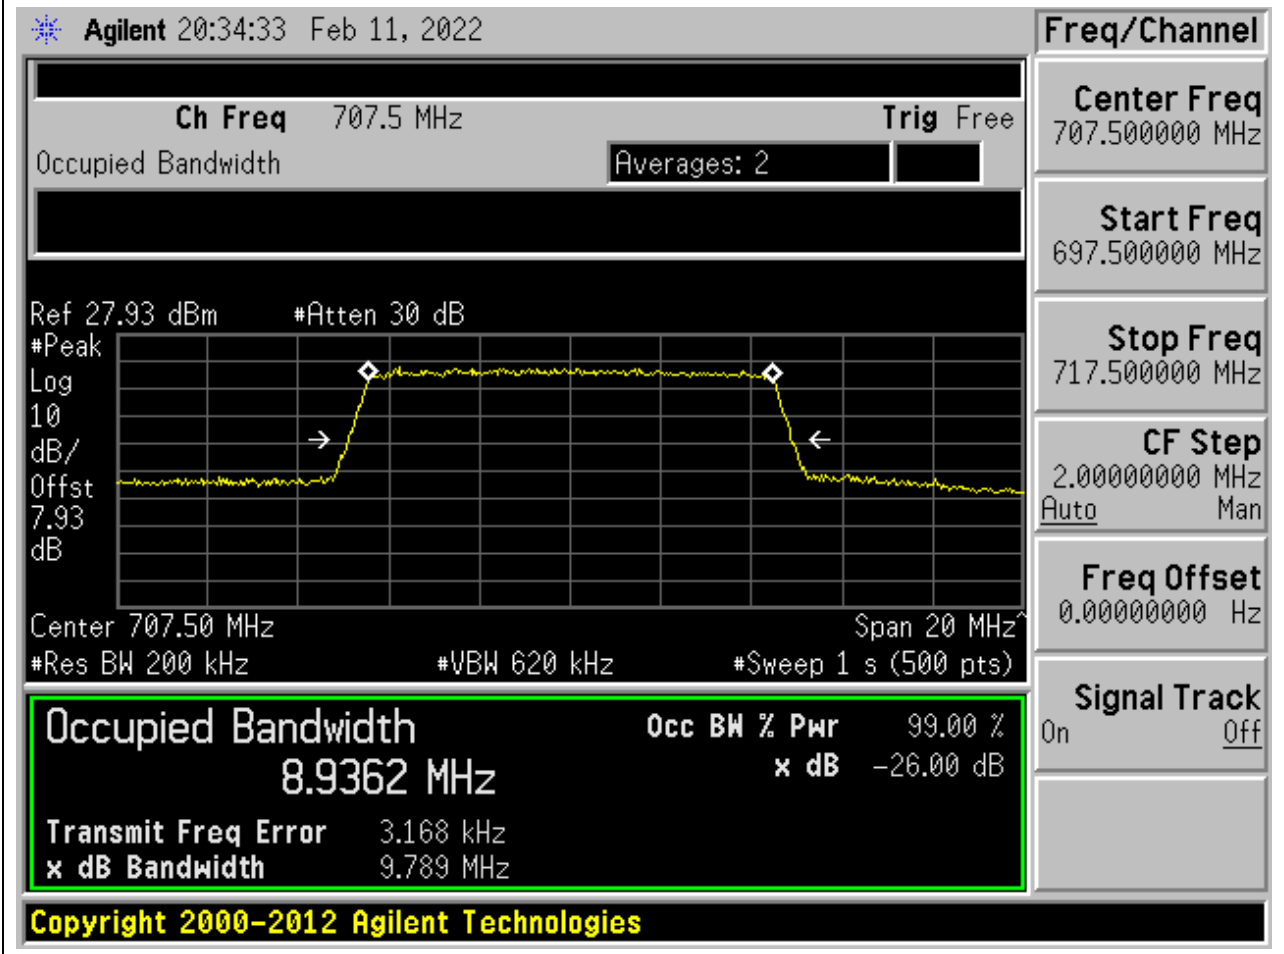 Agilent 20:34:33 Feb 11, 2022
Freq/Channel
Ch Freq 707.5 MHz Trig Free
Occupied Bandwidth Averages: 2
Ref 27.93 dBm #Atten 30 dB
#Peak
Log
10
dB/
Offst
7.93
dB
Center 707.50 MHz Span 20 MHz^
#Res BW 200 kHz #VBW 620 kHz #Sweep 1 s (500 pts)
Occupied Bandwidth Occ BW % Pwr 99.00 %
8.9362 MHz x dB -26.00 dB
Transmit Freq Error 3.168 kHz
x dB Bandwidth 9.789 MHz
Center Freq
707.500000 MHz
Start Freq
697.500000 MHz
Stop Freq
717.500000 MHz
CF Step
2.00000000 MHz
Auto Man
Freq Offset
0.00000000 Hz
Signal Track
On Off
Copyright 2000-2012 Agilent Technologies